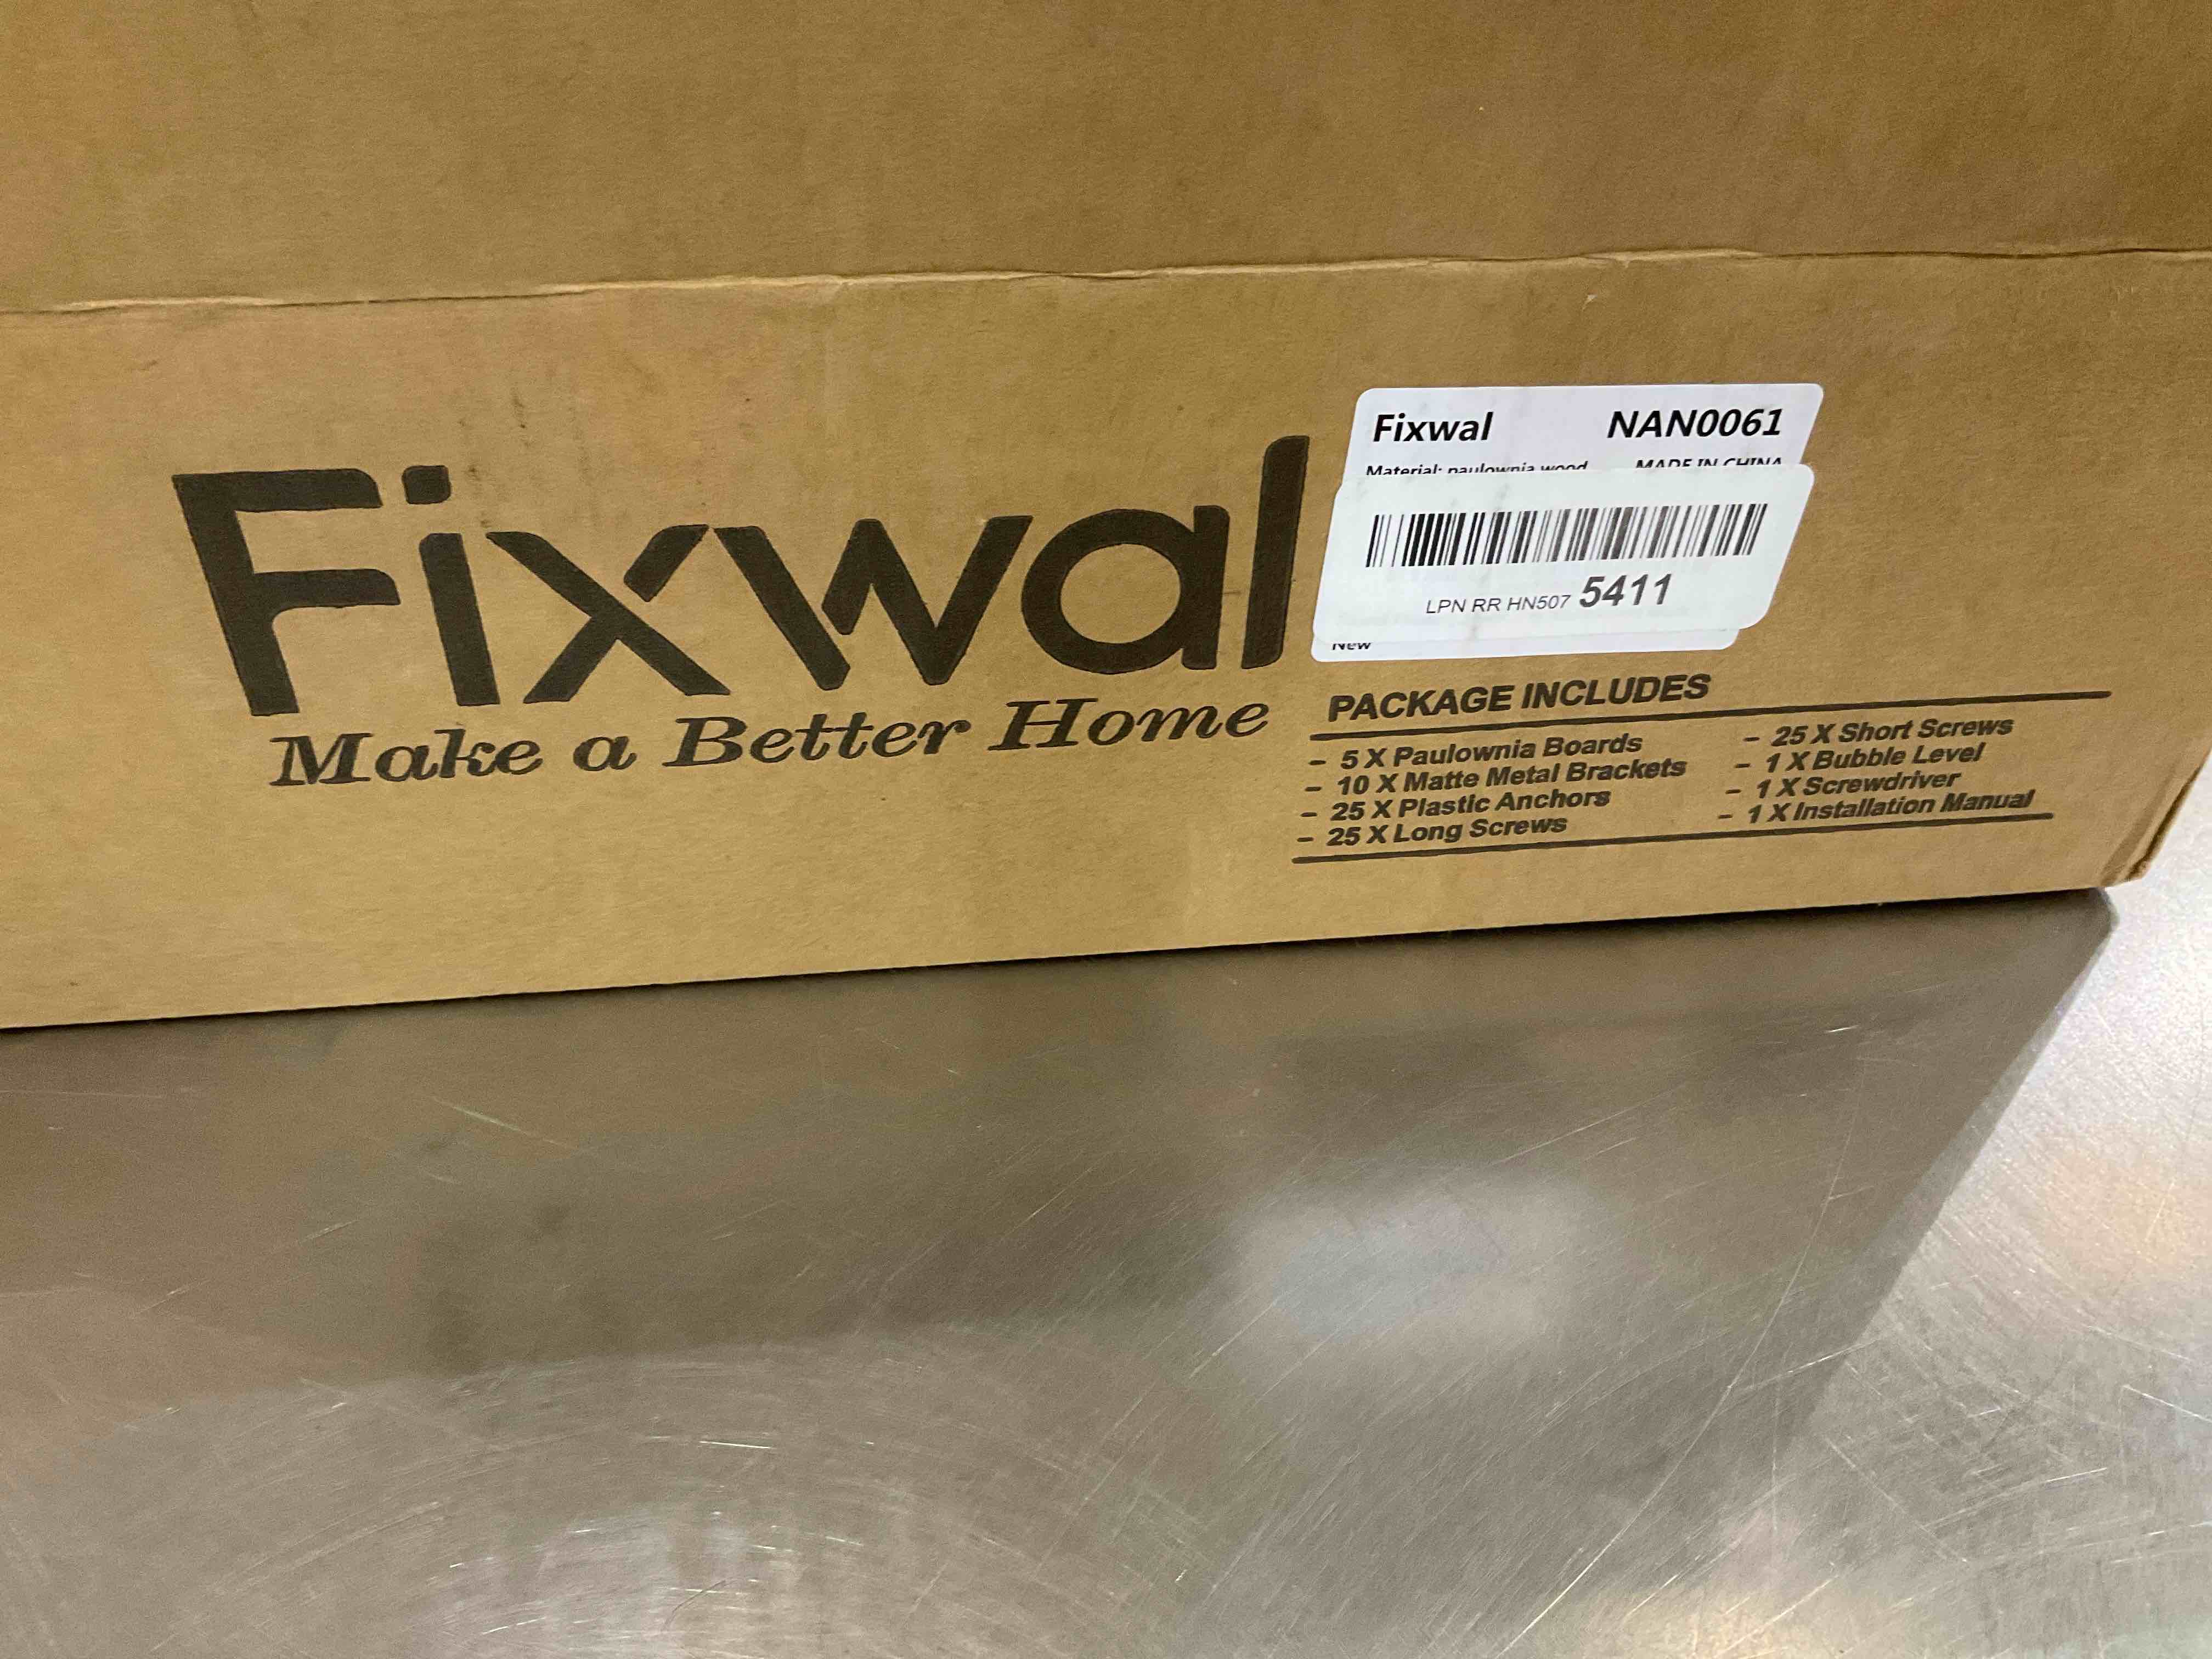 Fixwal
Make a Better Home
Fixwal NAN0061
Material: paulownia wood MADE IN CHINA
LPN RR HN507 5411
New
PACKAGE INCLUDES
– 5 X Paulownia Boards
– 10 X Matte Metal Brackets
– 25 X Plastic Anchors
– 25 X Long Screws
– 25 X Short Screws
– 1 X Bubble Level
– 1 X Screwdriver
– 1 X Installation Manual